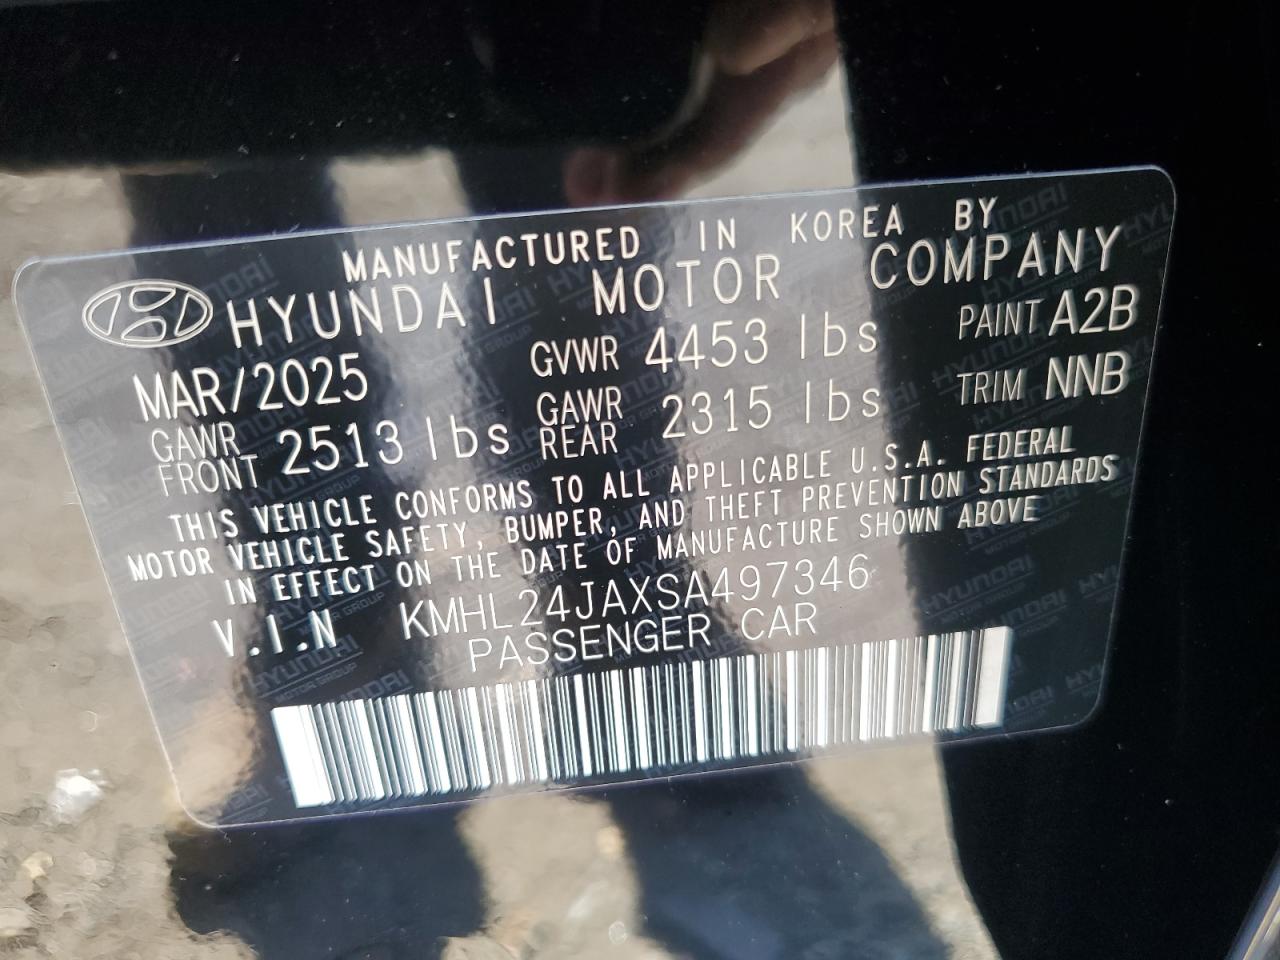 MANUFACTURED IN KOREA BY
HYUNDAI MOTOR COMPANY
MAR/2025 GVWR 4453 lbs PAINT A2B
GAWR FRONT 2513 lbs GAWR REAR 2315 lbs TRIM NNB
THIS VEHICLE CONFORMS TO ALL APPLICABLE U.S.A. FEDERAL
MOTOR VEHICLE SAFETY, BUMPER, AND THEFT PREVENTION STANDARDS
IN EFFECT ON THE DATE OF MANUFACTURE SHOWN ABOVE
V.I.N KMHL24JAXSA497346
PASSENGER CAR